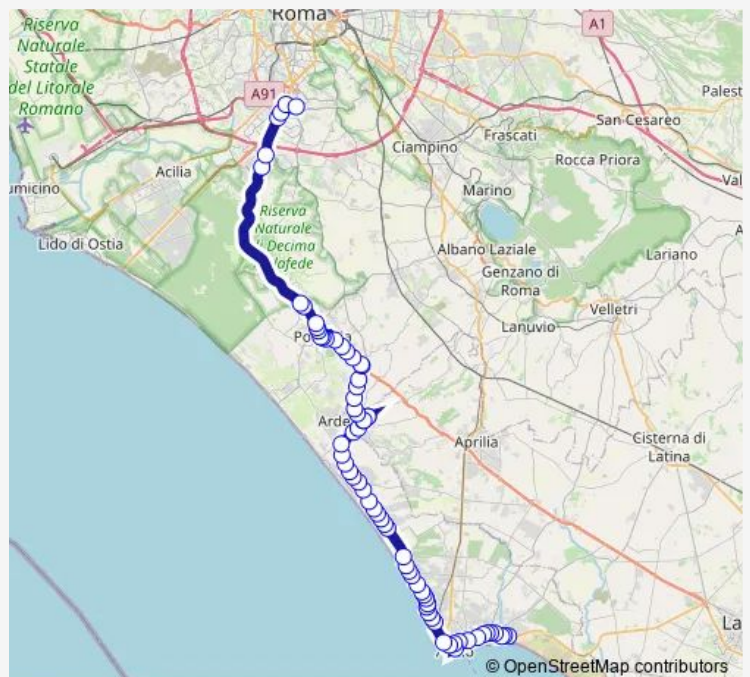 Roma
A1
Riserva
Naturale
Statale
del Litorale
Romano
A91
Palest
San Cesareo
Frascati
Ciampino
Rocca Priora
Acilia
Val
umicino
Marino
Riserva
Naturale
di Decima
Lido di Ostia
Albano Laziale
Lariano
Genzano di
Roma
Velletri
Lanuvio
Arde
Aprilia
Cisterna di
Latina
La
© OpenStreetMap contributors